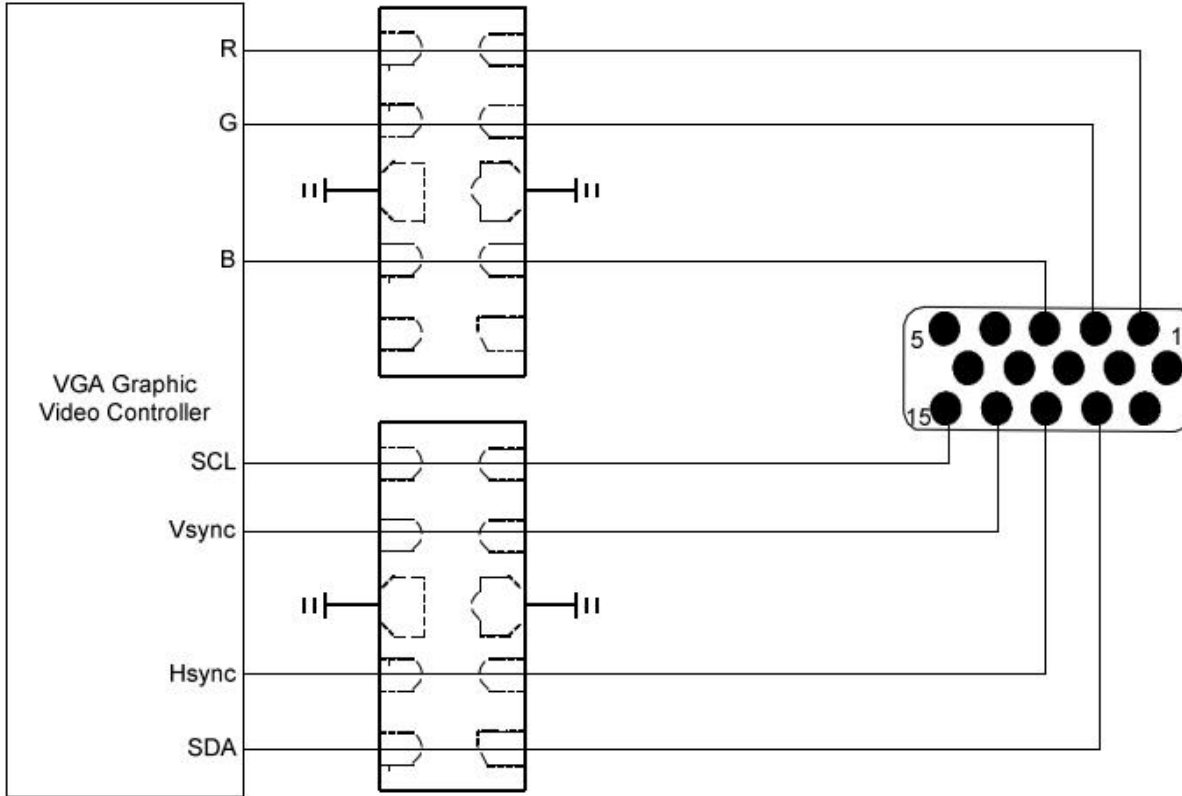 R
G
B
VGA Graphic
Video Controller
SCL
Vsync
Hsync
SDA
5
1
15